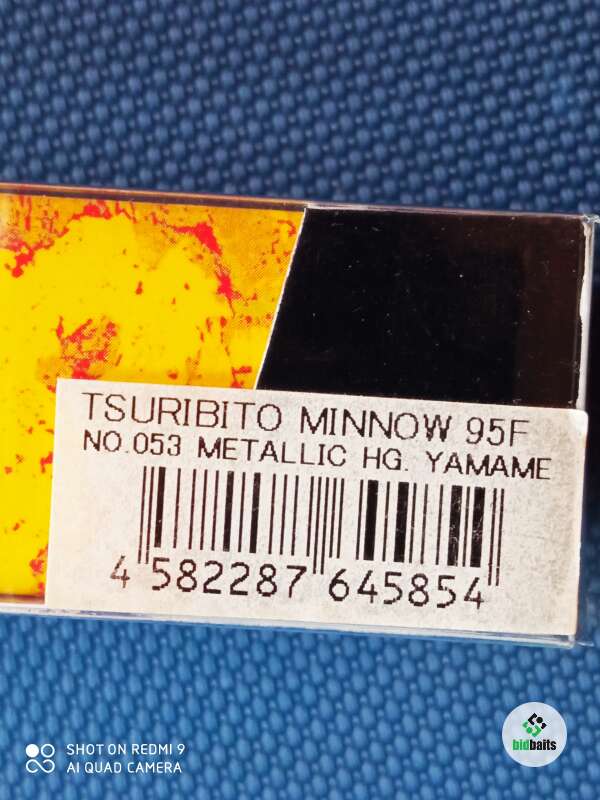 TSURIBITO MINNOW 95F
NO.053 METALLIC HG. YAMAME
4 582287 645854
SHOT ON REDMI 9
AI QUAD CAMERA
bidbaits